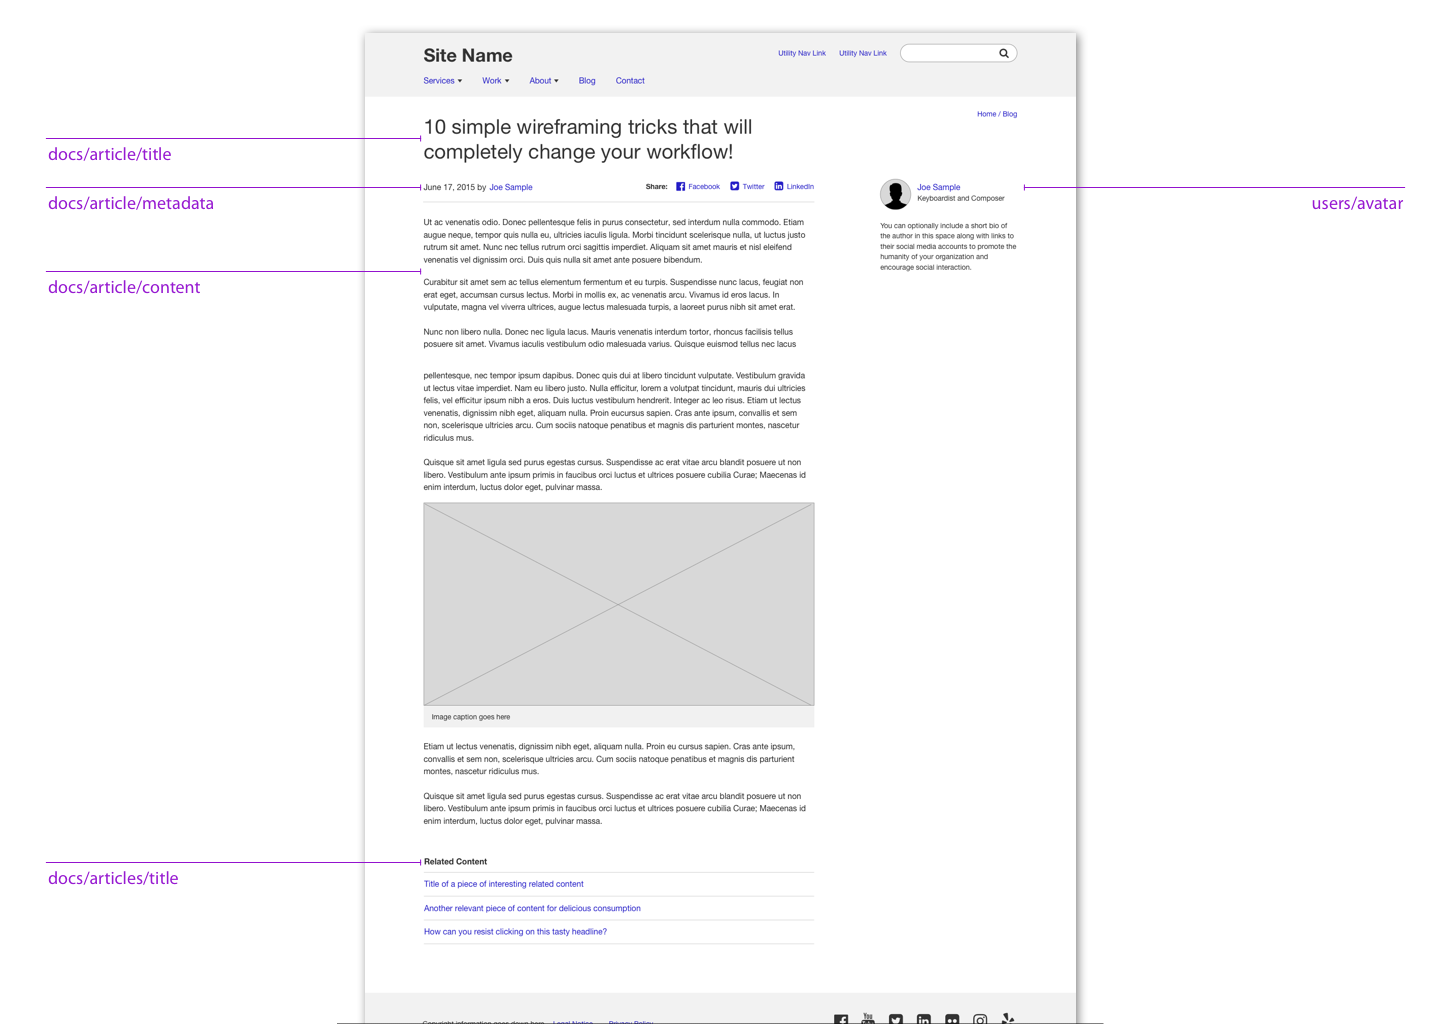 Site Name
Utility Nav Link
Utility Nav Link
Services
Work
About
Blog
Contact
Home / Blog
10 simple wireframing tricks that will
completely change your workflow!
docs/article/title
June 17, 2015 by Joe Sample
Share:
Facebook
Twitter
LinkedIn
docs/article/metadata
Joe Sample
Keyboardist and Composer
users/avatar
You can optionally include a short bio of
the author in this space along with links to
their social media accounts to promote the
humanity of your organization and
encourage social interaction.
Ut ac venenatis odio. Donec pellentesque felis in purus consectetur, sed interdum nulla commodo. Etiam
augue neque, tempor quis nulla eu, ultricies iaculis ligula. Morbi tincidunt scelerisque nulla, ut luctus justo
rutrum sit amet. Nunc nec tellus rutrum orci sagittis imperdiet. Aliquam sit amet mauris et nisl eleifend
venenatis vel dignissim orci. Duis quis nulla sit amet ante posuere bibendum.
docs/article/content
Curabitur sit amet sem ac tellus elementum fermentum et eu turpis. Suspendisse nunc lacus, feugiat non
erat eget, accumsan cursus lectus. Morbi in mollis ex, ac venenatis arcu. Vivamus id eros lacus. In
vulputate, magna vel viverra ultrices, augue lectus malesuada turpis, a laoreet purus nibh sit amet erat.
Nunc non libero nulla. Donec nec ligula lacus. Mauris venenatis interdum tortor, rhoncus facilisis tellus
posuere sit amet. Vivamus iaculis vestibulum odio malesuada varius. Quisque euismod tellus nec lacus
pellentesque, nec tempor ipsum dapibus. Donec quis dui at libero tincidunt vulputate. Vestibulum gravida
ut lectus vitae imperdiet. Nam eu libero justo. Nulla efficitur, lorem a volutpat tincidunt, mauris dui ultricies
felis, vel efficitur ipsum nibh a eros. Duis luctus vestibulum hendrerit. Integer ac leo risus. Etiam ut lectus
venenatis, dignissim nibh eget, aliquam nulla. Proin eucursus sapien. Cras ante ipsum, convallis et sem
non, scelerisque ultricies arcu. Cum sociis natoque penatibus et magnis dis parturient montes, nascetur
ridiculus mus.
Quisque sit amet ligula sed purus egestas cursus. Suspendisse ac erat vitae arcu blandit posuere ut non
libero. Vestibulum ante ipsum primis in faucibus orci luctus et ultrices posuere cubilia Curae; Maecenas id
enim interdum, luctus dolor eget, pulvinar massa.
Image caption goes here
Etiam ut lectus venenatis, dignissim nibh eget, aliquam nulla. Proin eu cursus sapien. Cras ante ipsum,
convallis et sem non, scelerisque ultricies arcu. Cum sociis natoque penatibus et magnis dis parturient
montes, nascetur ridiculus mus.
Quisque sit amet ligula sed purus egestas cursus. Suspendisse ac erat vitae arcu blandit posuere ut non
libero. Vestibulum ante ipsum primis in faucibus orci luctus et ultrices posuere cubilia Curae; Maecenas id
enim interdum, luctus dolor eget, pulvinar massa.
Related Content
docs/articles/title
Title of a piece of interesting related content
Another relevant piece of content for delicious consumption
How can you resist clicking on this tasty headline?
Copyright information goes down here
Legal Notice
Privacy Policy
You